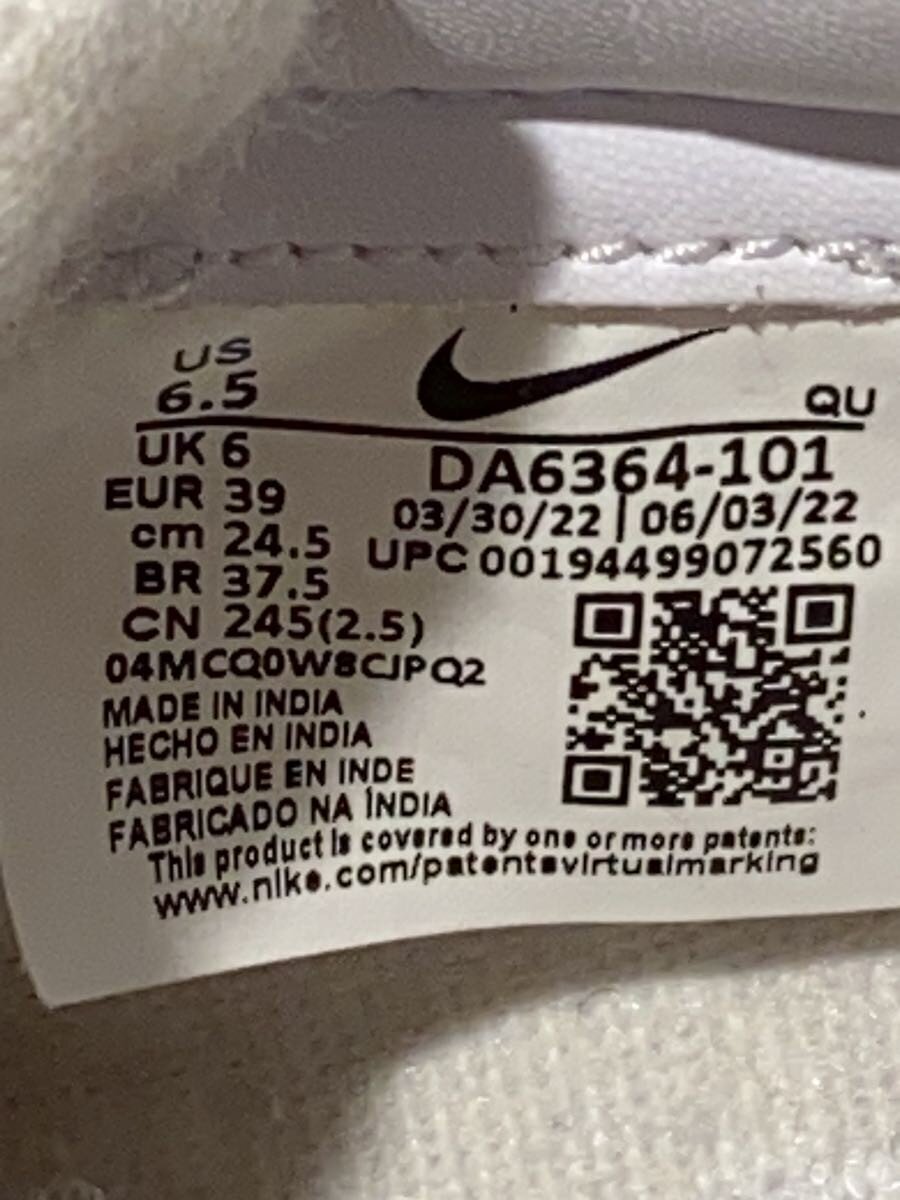 US
6.5
QU
UK 6
EUR 39
cm 24.5
BR 37.5
CN 245(2.5)
DA6364-101
03/30/22 | 06/03/22
UPC 00194499072560
04MCQ0W8CJPQ2
MADE IN INDIA
HECHO EN INDIA
FABRIQUE EN INDE
FABRICADO NA ÍNDIA
This product is covered by one or more patents:
www.nike.com/patentsvirtualmarking